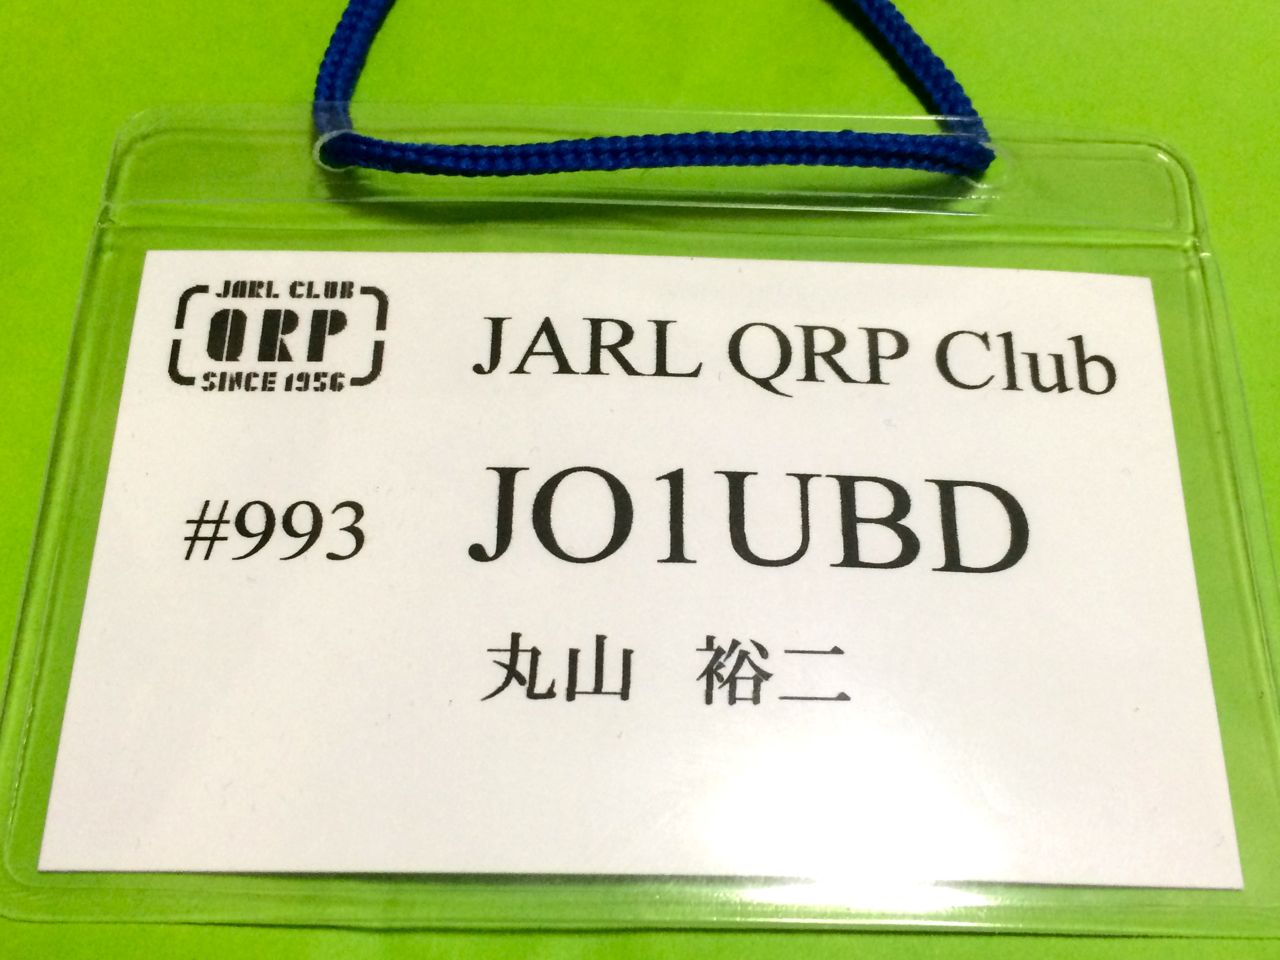 JARL CLUB
QRP
SINCE 1956
JARL QRP Club
#993 JO1UBD
丸山 裕二